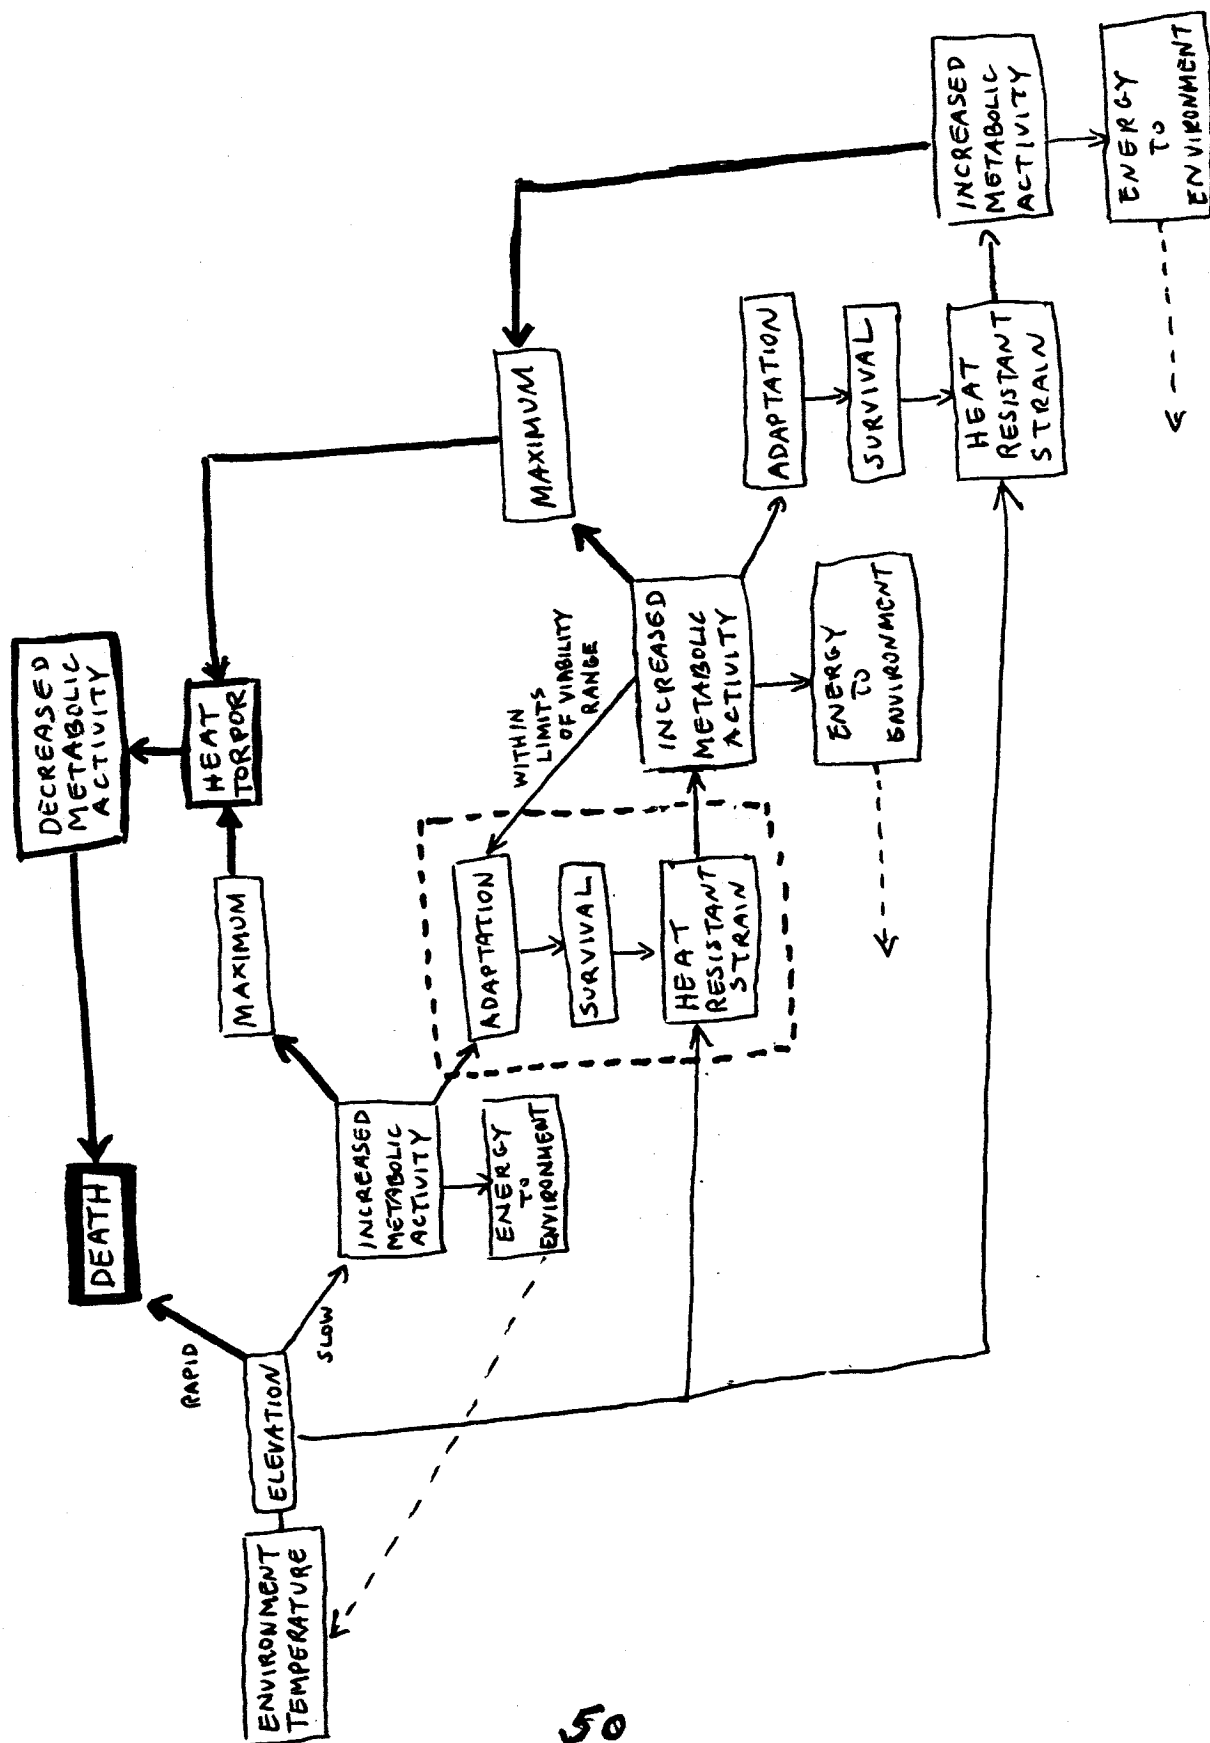 ENVIRONMENT
TEMPERATURE
ELEVATION
RAPID
SLOW
DEATH
INCREASED
METABOLIC
ACTIVITY
ENERGY
TO
ENVIRONMENT
MAXIMUM
HEAT
TORPOR
DECREASED
METABOLIC
ACTIVITY
ADAPTATION
SURVIVAL
HEAT
RESISTANT
STRAIN
WITHIN
LIMITS
OF VIABILITY
RANGE
INCREASED
METABOLIC
ACTIVITY
ENERGY
TO
ENVIRONMENT
MAXIMUM
ADAPTATION
SURVIVAL
HEAT
RESISTANT
STRAIN
INCREASED
METABOLIC
ACTIVITY
ENERGY
TO
ENVIRONMENT
50